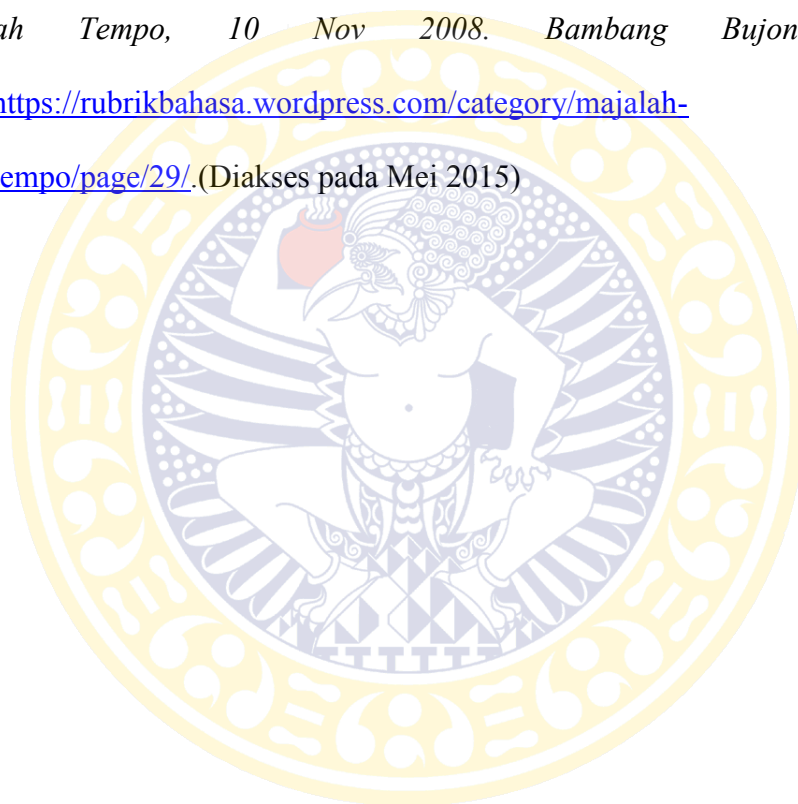 ah Tempo, 10 Nov 2008. Bambang Bujon
https://rubrikbahasa.wordpress.com/category/majalah-
empo/page/29/.(Diakses pada Mei 2015)